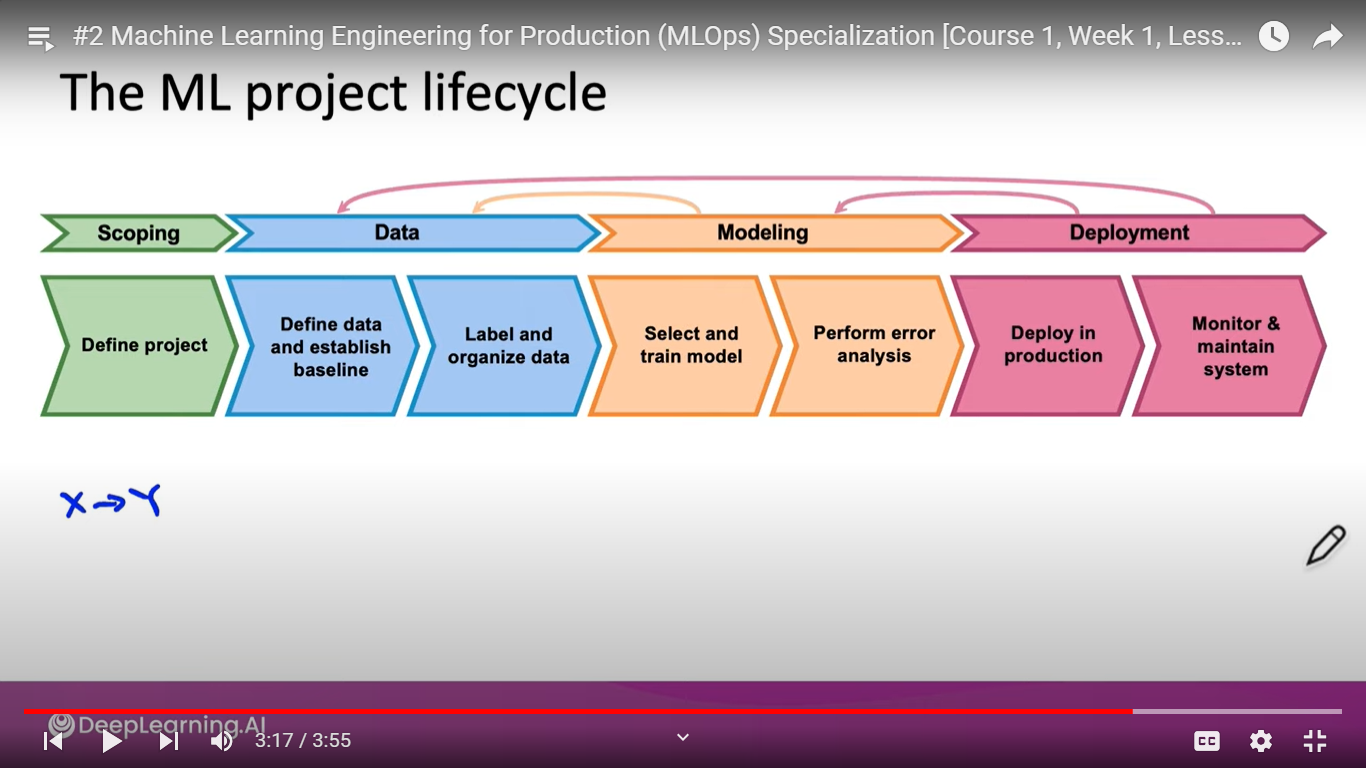 #2 Machine Learning Engineering for Production (MLOps) Specialization [Course 1, Week 1, Less...
The ML project lifecycle
Scoping
Data
Modeling
Deployment
Define project
Define data
and establish
baseline
Label and
organize data
Select and
train model
Perform error
analysis
Deploy in
production
Monitor &
maintain
system
X → Y
DeepLearning.AI
3:17 / 3:55
CC